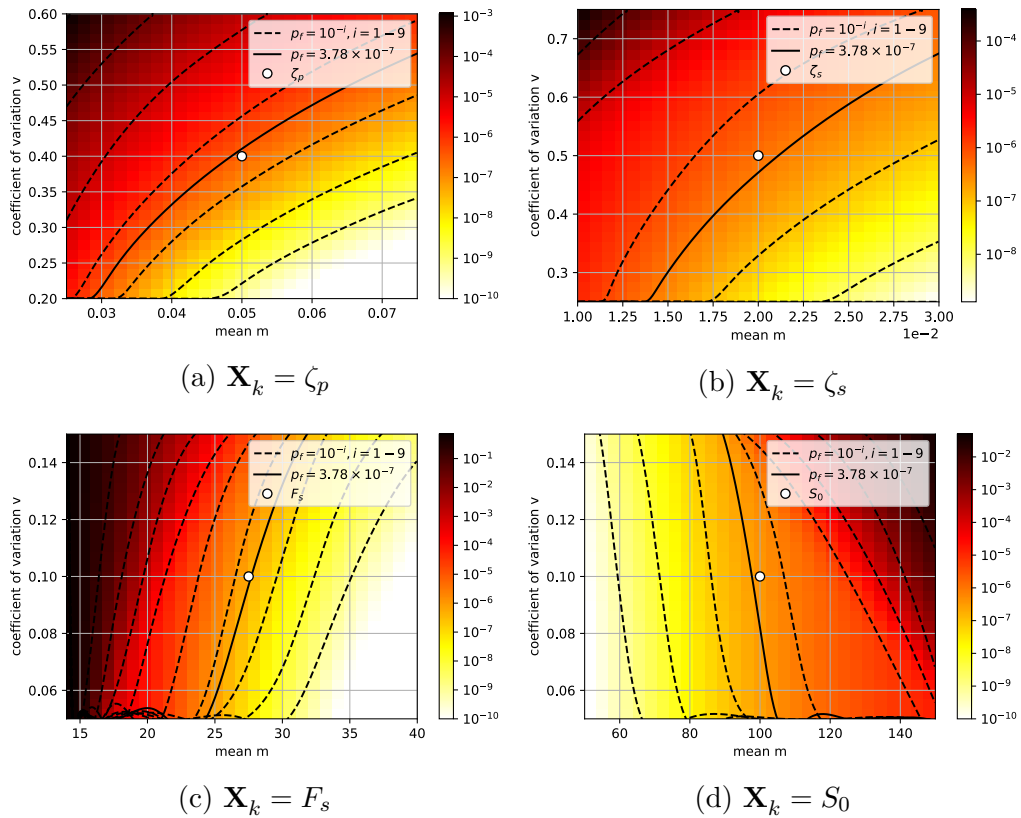 0.60
0.55
0.50
0.45
0.40
0.35
0.30
0.25
0.20
coefficient of variation v
0.03 0.04 0.05 0.06 0.07
mean m
p_f = 10^{-i}, i = 1 − 9
p_f = 3.78 × 10^{-7}
ζ_p
10^{-3}
10^{-4}
10^{-5}
10^{-6}
10^{-7}
10^{-8}
10^{-9}
10^{-10}
(a) X_k = ζ_p
0.7
0.6
0.5
0.4
0.3
coefficient of variation v
1.00 1.25 1.50 1.75 2.00 2.25 2.50 2.75 3.00
mean m
1e−2
p_f = 10^{-i}, i = 1 − 9
p_f = 3.78 × 10^{-7}
ζ_s
10^{-4}
10^{-5}
10^{-6}
10^{-7}
10^{-8}
(b) X_k = ζ_s
0.14
0.12
0.10
0.08
0.06
coefficient of variation v
15 20 25 30 35 40
mean m
p_f = 10^{-i}, i = 1 − 9
p_f = 3.78 × 10^{-7}
F_s
10^{-1}
10^{-2}
10^{-3}
10^{-4}
10^{-5}
10^{-6}
10^{-7}
10^{-8}
10^{-9}
10^{-10}
(c) X_k = F_s
0.14
0.12
0.10
0.08
0.06
coefficient of variation v
60 80 100 120 140
mean m
p_f = 10^{-i}, i = 1 − 9
p_f = 3.78 × 10^{-7}
S_0
10^{-2}
10^{-3}
10^{-4}
10^{-5}
10^{-6}
10^{-7}
10^{-8}
10^{-9}
10^{-10}
(d) X_k = S_0